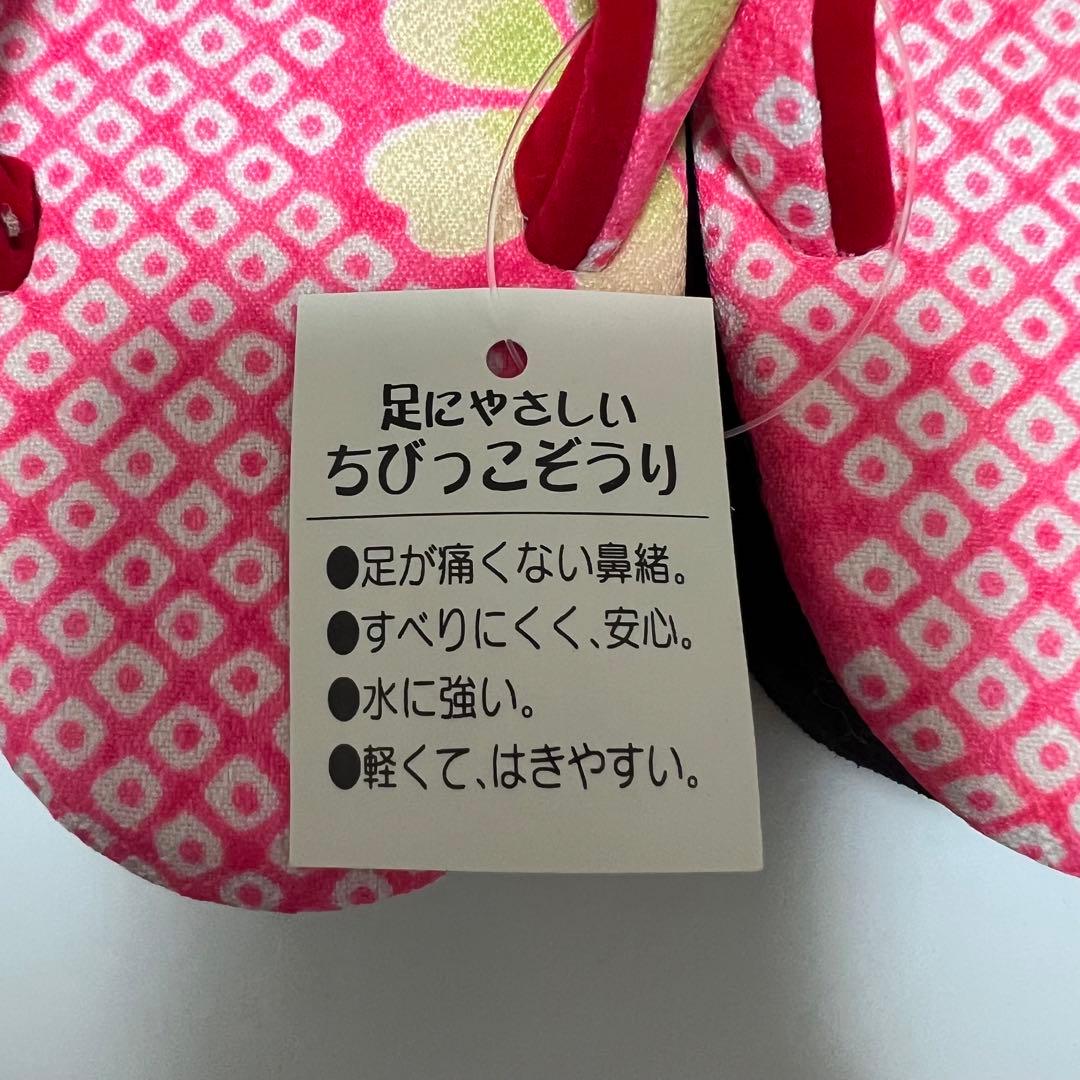 足にやさしい
ちびっこぞうり
●足が痛くない鼻緒。
●すべりにくく、安心。
●水に強い。
●軽くて、はきやすい。